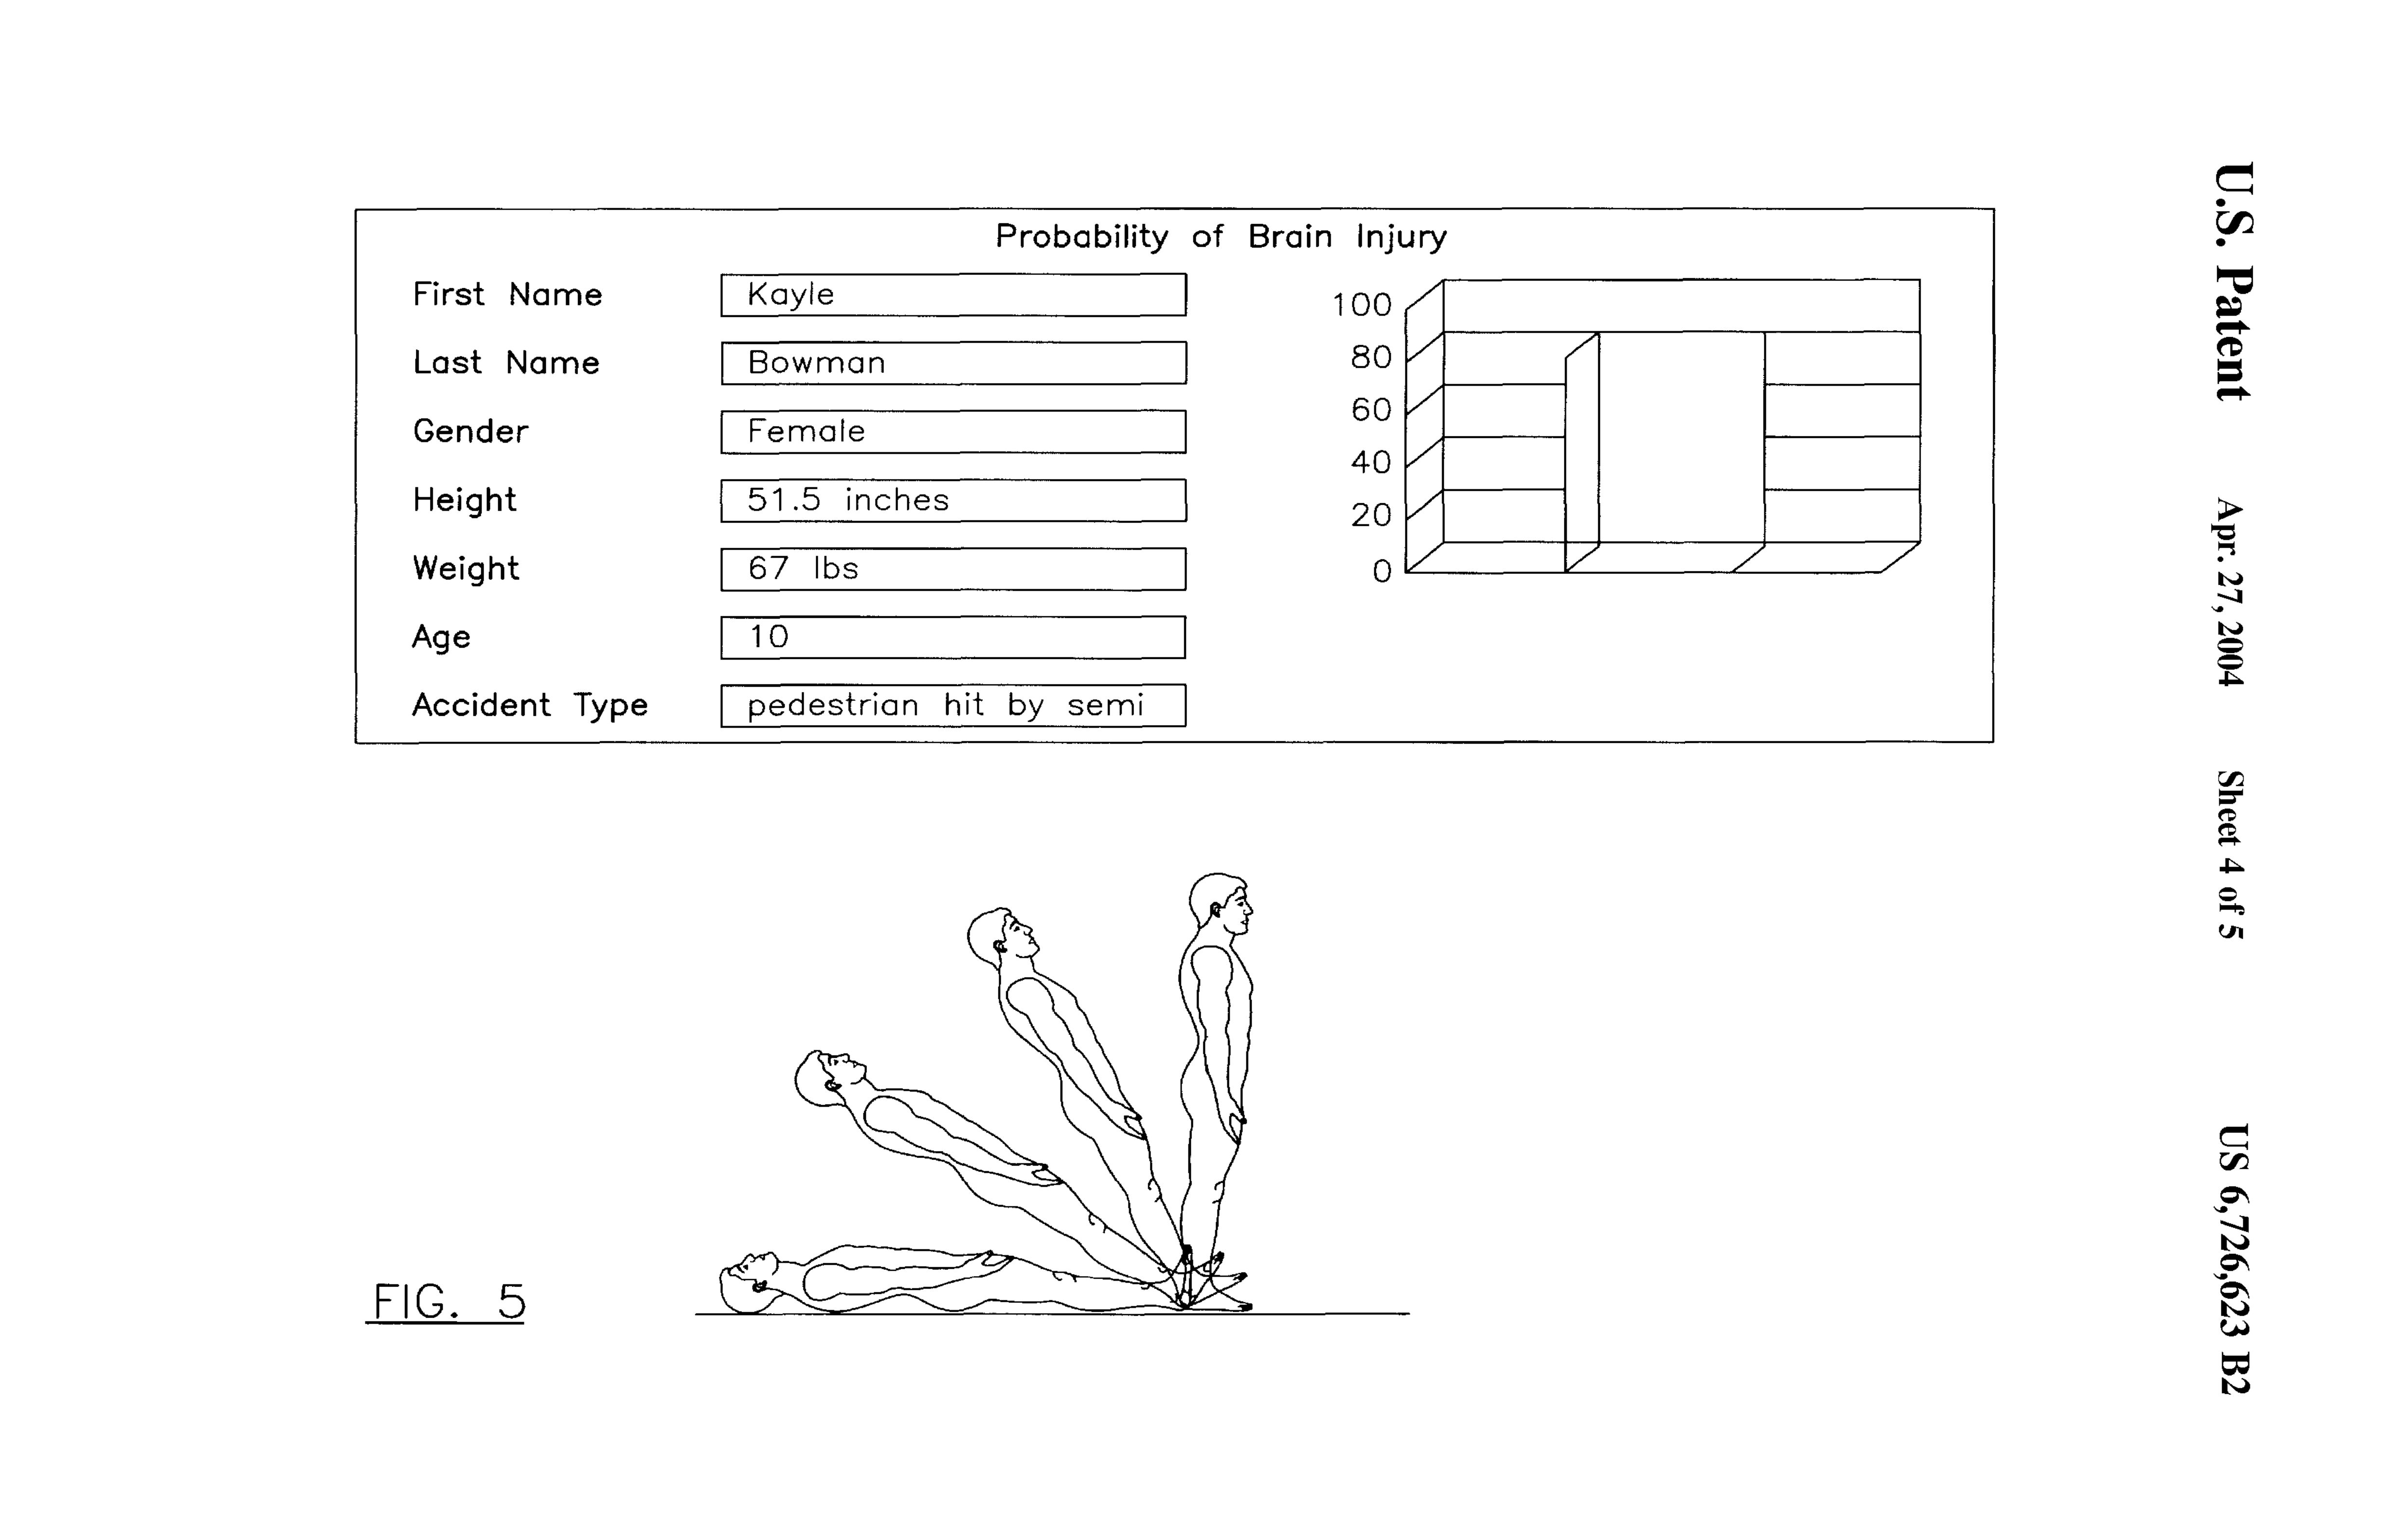 U.S. Patent Apr. 27, 2004 Sheet 4 of 5 US 6,726,623 B2
Probability of Brain Injury
First Name Kayle
Last Name Bowman
Gender Female
Height 51.5 inches
Weight 67 lbs
Age 10
Accident Type pedestrian hit by semi
100
80
60
40
20
0
FIG. 5